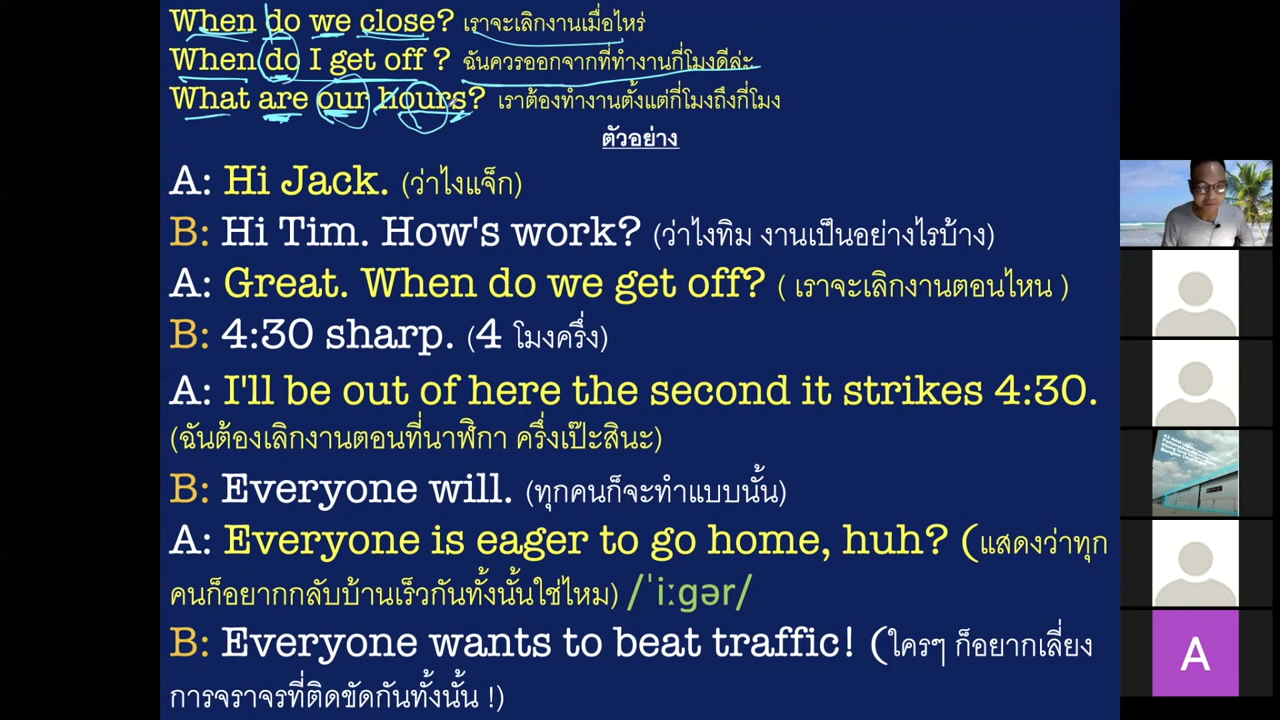 When do we close? เราจะเลิกงานเมื่อไหร่
When do I get off ? ฉันควรออกจากที่ทำงานกี่โมงดีล่ะ
What are our hours? เราต้องทำงานตั้งแต่กี่โมงถึงกี่โมง
ตัวอย่าง
A: Hi Jack. (ว่าไงแจ็ก)
B: Hi Tim. How's work? (ว่าไงทิม งานเป็นอย่างไรบ้าง)
A: Great. When do we get off? ( เราจะเลิกงานตอนไหน )
B: 4:30 sharp. (4 โมงครึ่ง)
A: I'll be out of here the second it strikes 4:30.
(ฉันต้องเลิกงานตอนที่นาฬิกา ครึ่งเป๊ะสินะ)
B: Everyone will. (ทุกคนก็จะทำแบบนั้น)
A: Everyone is eager to go home, huh? (แสดงว่าทุก
คนก็อยากกลับบ้านเร็วกันทั้งนั้นใช่ไหม) /ˈiːɡər/
B: Everyone wants to beat traffic! (ใครๆ ก็อยากเลี่ยง
การจราจรที่ติดขัดกันทั้งนั้น !)
A